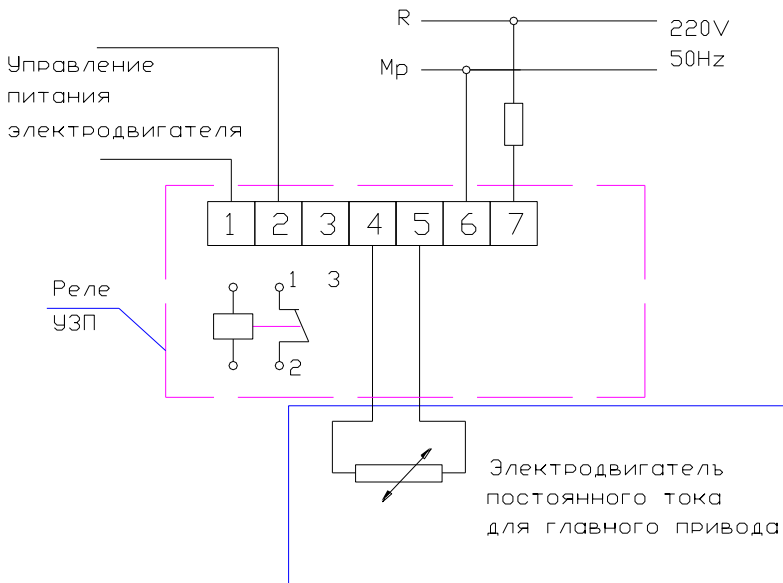 R
220V
Mp
50Hz
Управление
питания
электродвигателя
1 2 3 4 5 6 7
1 3
2
Реле
УЗП
Электродвигатель
постоянного тока
для главного привода